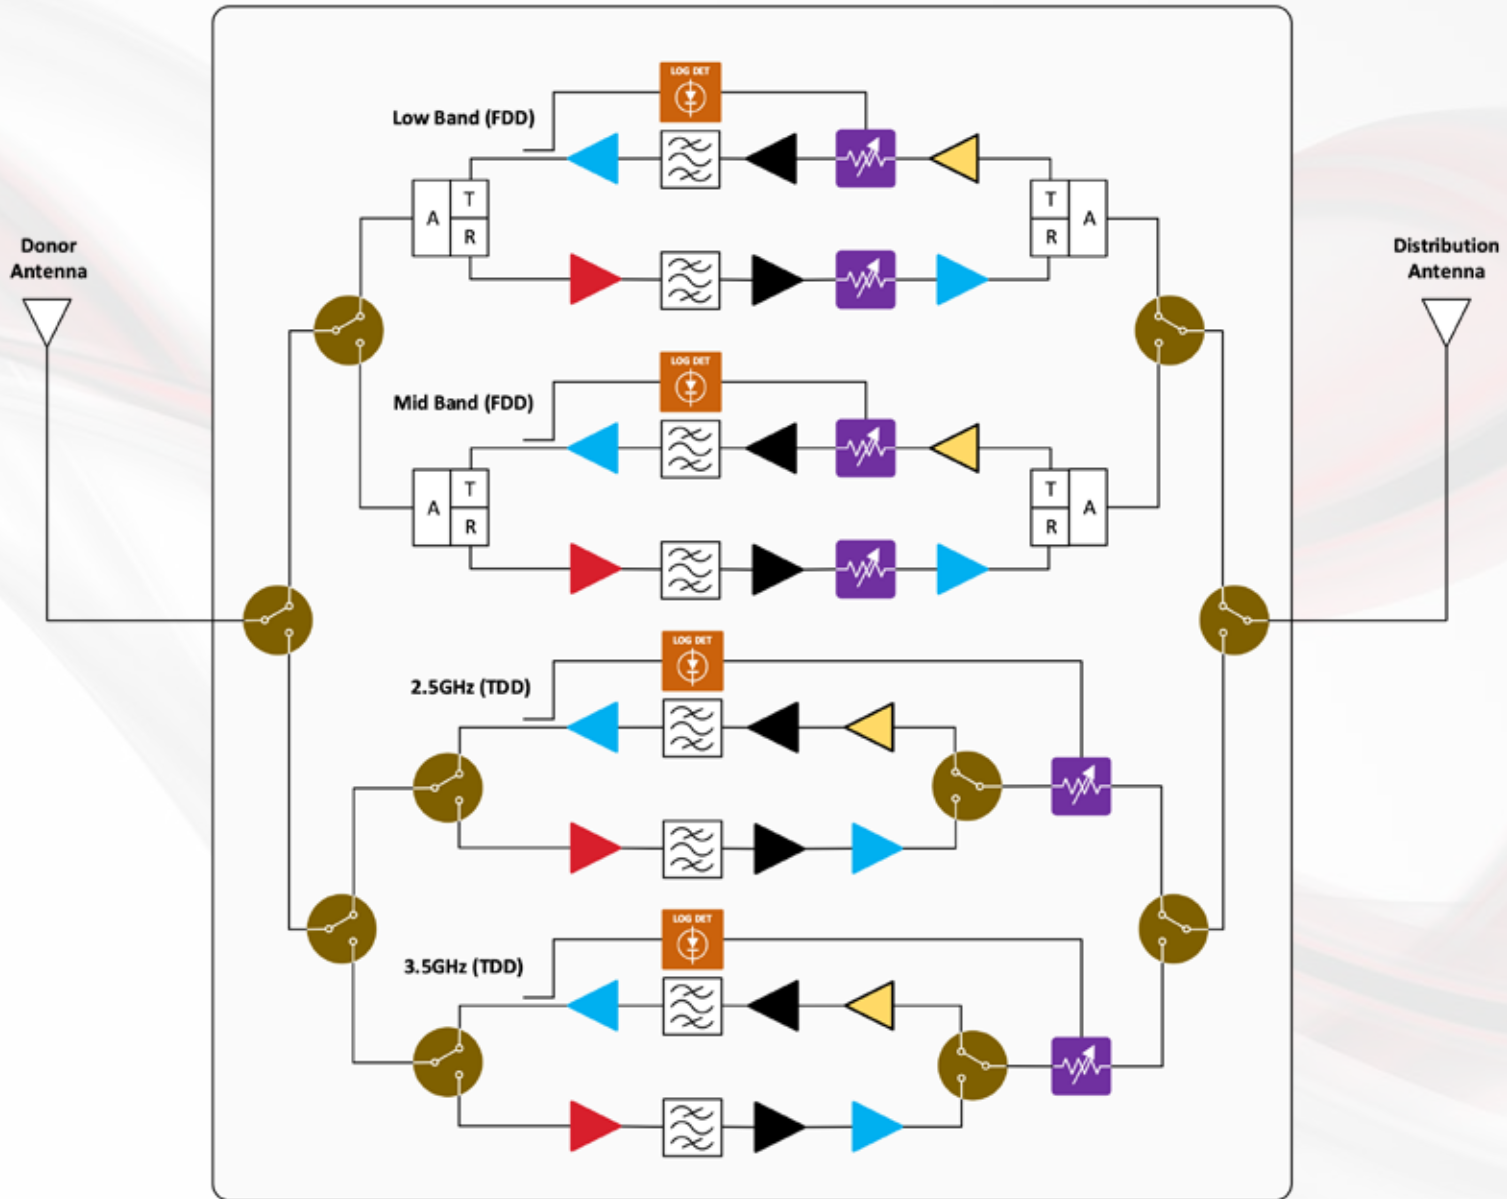 LOG DET
Low Band (FDD)
T
A
R
T
A
R
Donor
Antenna
Distribution
Antenna
LOG DET
Mid Band (FDD)
T
A
R
T
A
R
LOG DET
2.5GHz (TDD)
LOG DET
3.5GHz (TDD)